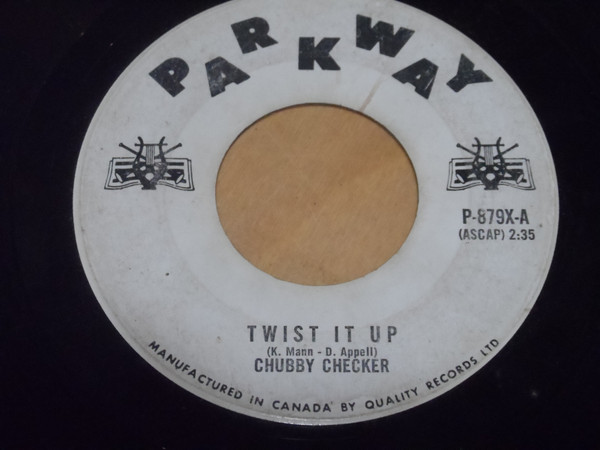 PARKWAY
P-879X-A
(ASCAP) 2:35
TWIST IT UP
(K. Mann - D. Appell)
CHUBBY CHECKER
MANUFACTURED IN CANADA BY QUALITY RECORDS LTD